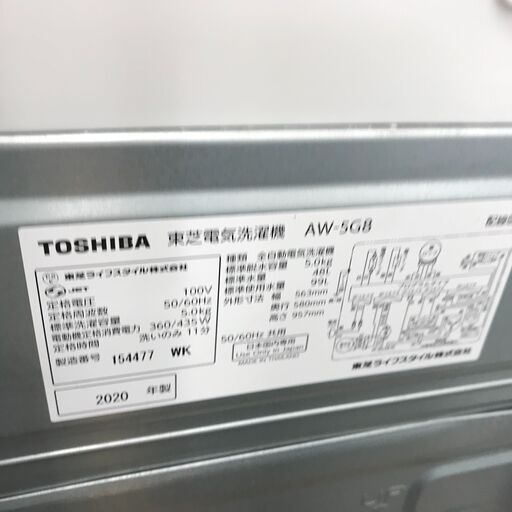 TOSHIBA 東芝電気洗濯機 AW-5G8
東芝ライフスタイル株式会社
JET
定格電圧 100V
定格周波数 50/60Hz
標準洗濯容量 5.0kg
電動機定格消費電力 360/435W
定格時間 洗いのみ 11分
製造番号 154477 WK
2020 年製
種類 全自動電気洗濯機
標準脱水容量 5.0kg
標準水量 46L
標準使用水量 99L
外形寸法 幅 563mm
奥行 580mm
高さ 957mm
50/60Hz 共用
日本国内専用
Use Only in Japan
MADE IN THAILAND
配線
東芝ライフスタイル株式会社